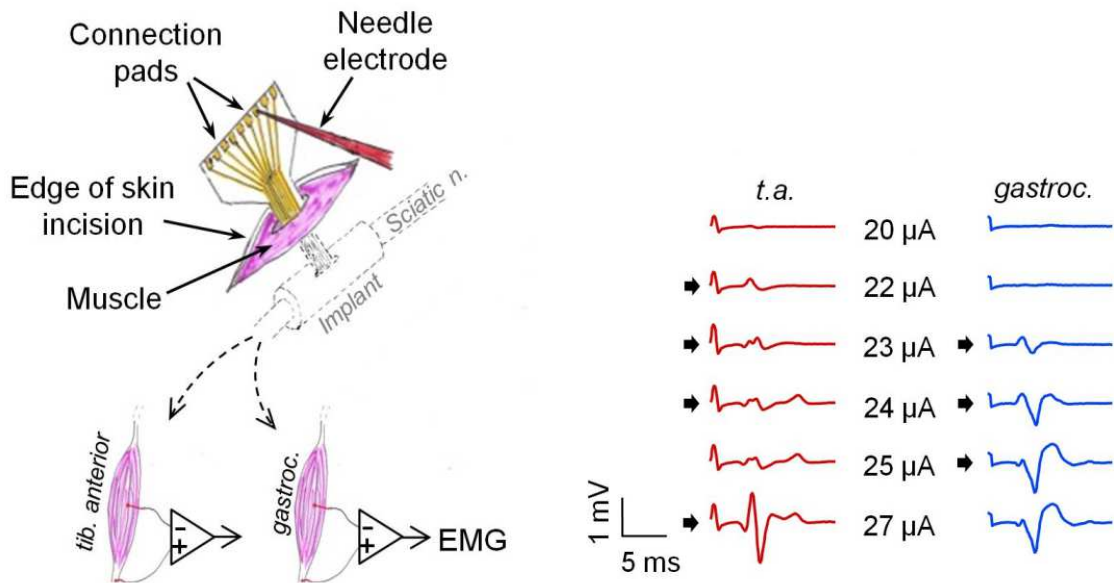 Connection
pads
Needle
electrode
Edge of skin
incision
Muscle
Sciatic n.
Implant
tib. anterior
gastroc.
-
+
-
+
EMG
t.a.
gastroc.
20 µA
22 µA
23 µA
24 µA
25 µA
27 µA
1 mV
5 ms